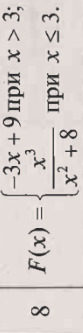 8 F(x) = { -3x + 9 при x > 3;
x³ / (x² + 8) при x ≤ 3.